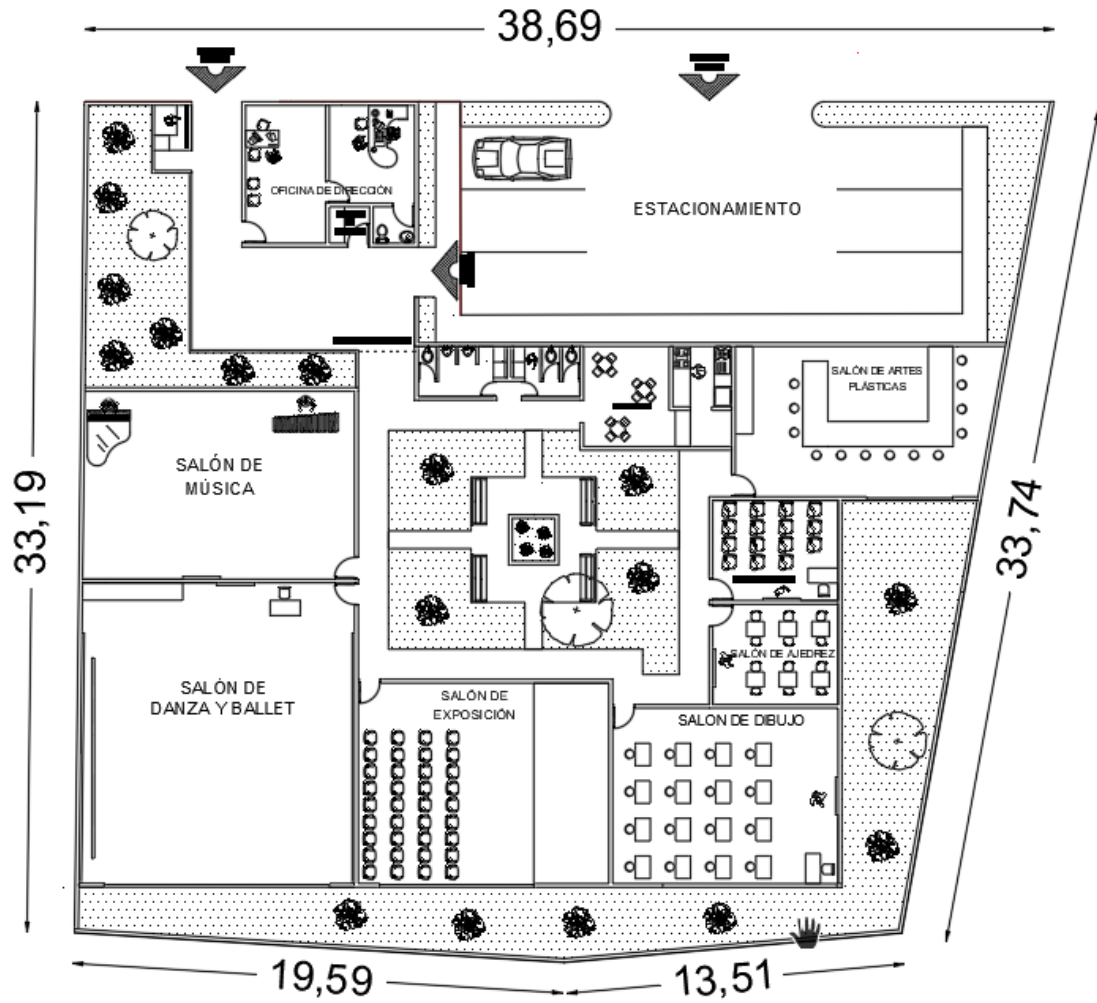 38,69
OFICINA DE DIRECCIÓN
ESTACIONAMIENTO
SALÓN DE ARTES
PLÁSTICAS
SALÓN DE
MÚSICA
33,19
33,74
SALÓN DE AJEDREZ
SALÓN DE
DANZA Y BALLET
SALÓN DE
EXPOSICIÓN
SALON DE DIBUJO
19,59
13,51